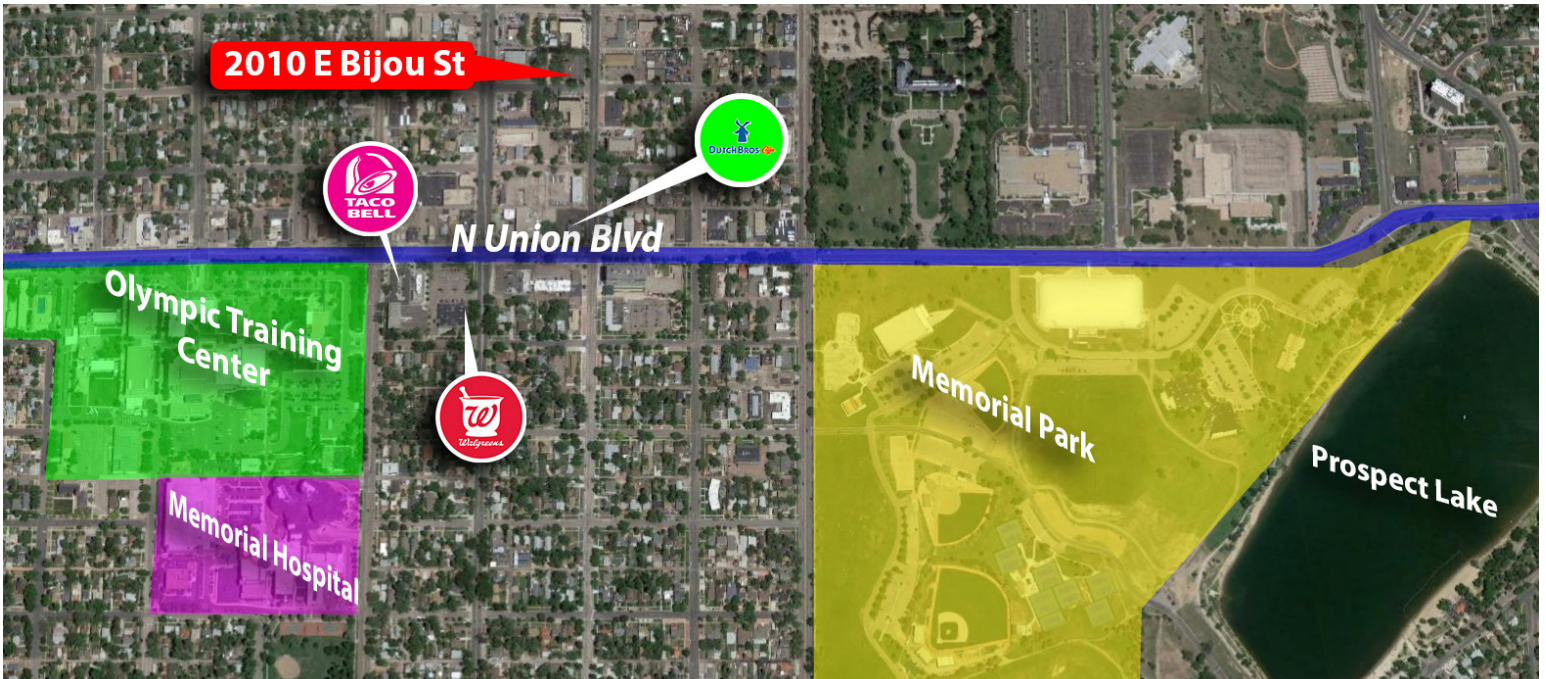 2010 E Bijou St
DUTCH BROS
TACO
BELL
N Union Blvd
Olympic Training
Center
W
Walgreens
Memorial Park
Prospect Lake
Memorial Hospital